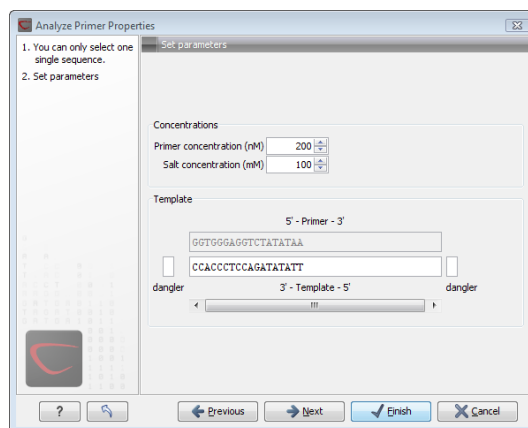 Analyze Primer Properties
1. You can only select one
single sequence.
2. Set parameters
Set parameters
Concentrations
Primer concentration (nM) 200
Salt concentration (mM) 100
Template
5' - Primer - 3'
GGTGGGAGGTCTATATAA
CCACCCTCCAGATATATT
dangler 3' - Template - 5' dangler
? Previous Next Finish Cancel